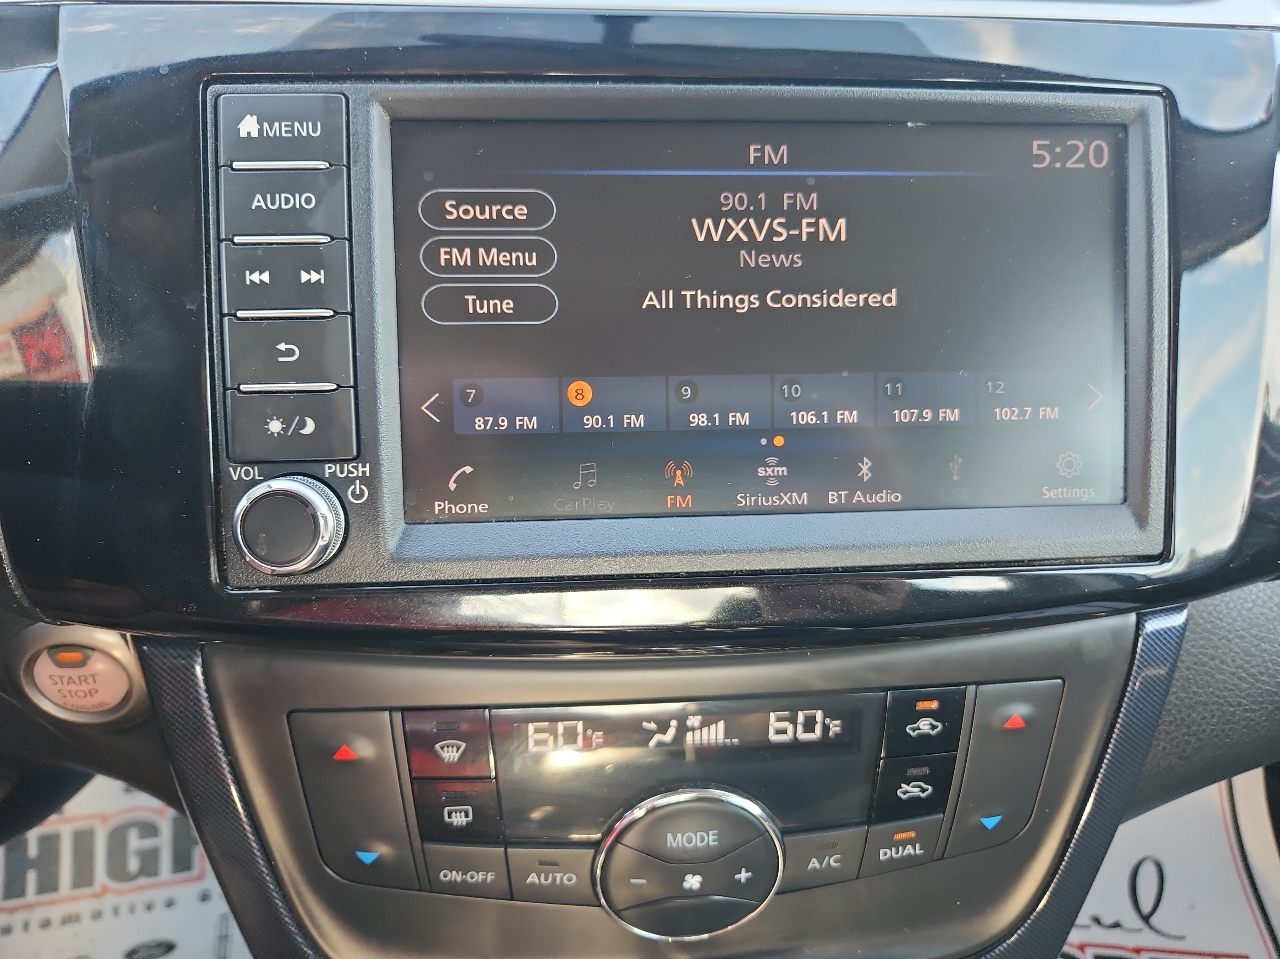 MENU
AUDIO
VOL
PUSH
FM
5:20
Source
FM Menu
Tune
90.1 FM
WXVS-FM
News
All Things Considered
7
87.9 FM
8
90.1 FM
9
98.1 FM
10
106.1 FM
11
107.9 FM
12
102.7 FM
Phone
CarPlay
FM
sxm
SiriusXM
BT Audio
USB
Settings
START
STOP
60°F
60°F
MODE
ON•OFF
AUTO
A/C
DUAL
HIGH